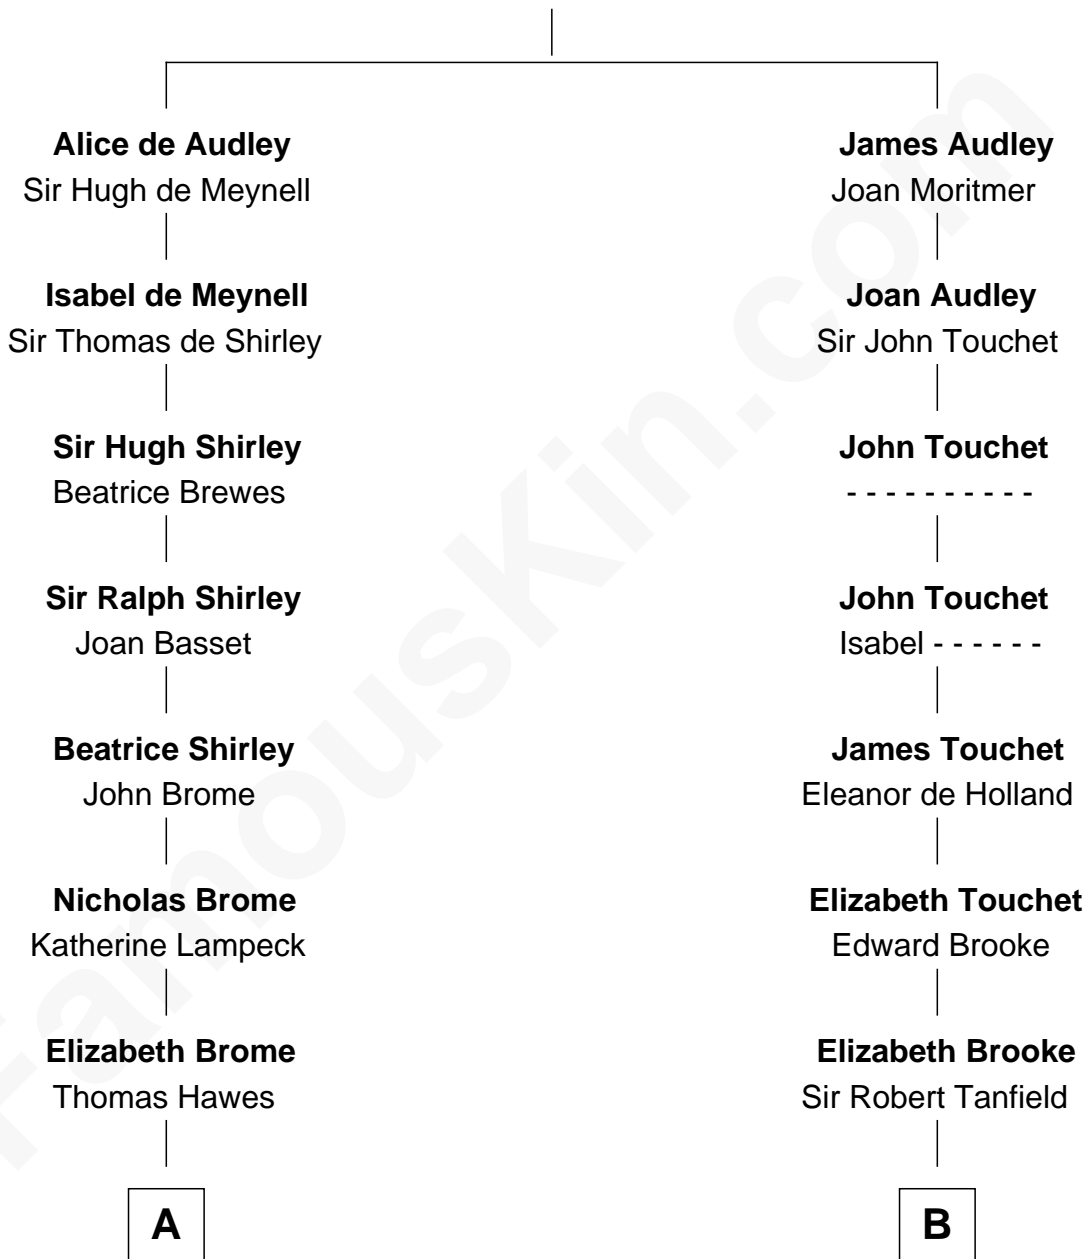 Alice de Audley
Sir Hugh de Meynell
Isabel de Meynell
Sir Thomas de Shirley
Sir Hugh Shirley
Beatrice Brewes
Sir Ralph Shirley
Joan Basset
Beatrice Shirley
John Brome
Nicholas Brome
Katherine Lampeck
Elizabeth Brome
Thomas Hawes
A
James Audley
Joan Moritmer
Joan Audley
Sir John Touchet
John Touchet
- - - - - - - - - -
John Touchet
Isabel - - - - - -
James Touchet
Eleanor de Holland
Elizabeth Touchet
Edward Brooke
Elizabeth Brooke
Sir Robert Tanfield
B
FamousKin.com